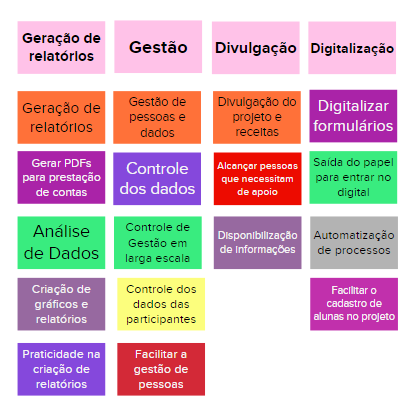 Geração de
relatórios
Gestão
Divulgação
Digitalização
Geração de
relatórios
Gestão de
pessoas e
dados
Divulgação do
projeto e
receitas
Digitalizar
formulários
Gerar PDFs
para prestação
de contas
Controle
dos dados
Alcançar pessoas
que necessitam
de apoio
Saída do papel
para entrar no
digital
Análise
de Dados
Controle de
Gestão em
larga escala
Disponibilização
de informações
Automatização
de processos
Criação de
gráficos e
relatórios
Controle dos
dados das
participantes
Facilitar o
cadastro de
alunas no projeto
Praticidade na
criação de
relatórios
Facilitar a
gestão de
pessoas